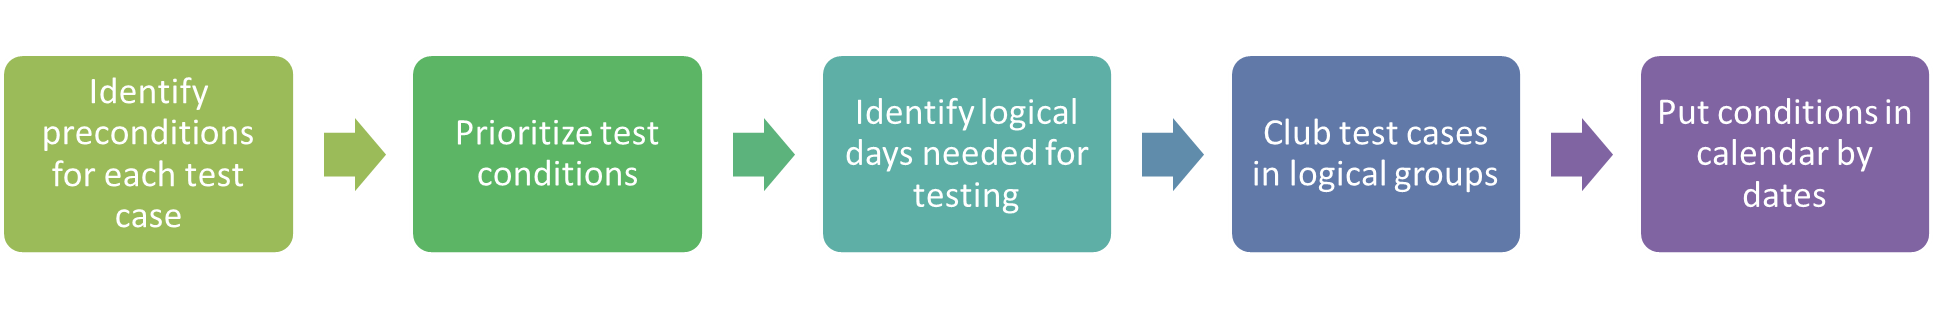 Identify
preconditions
for each test
case
Prioritize test
conditions
Identify logical
days needed for
testing
Club test cases
in logical groups
Put conditions in
calendar by
dates